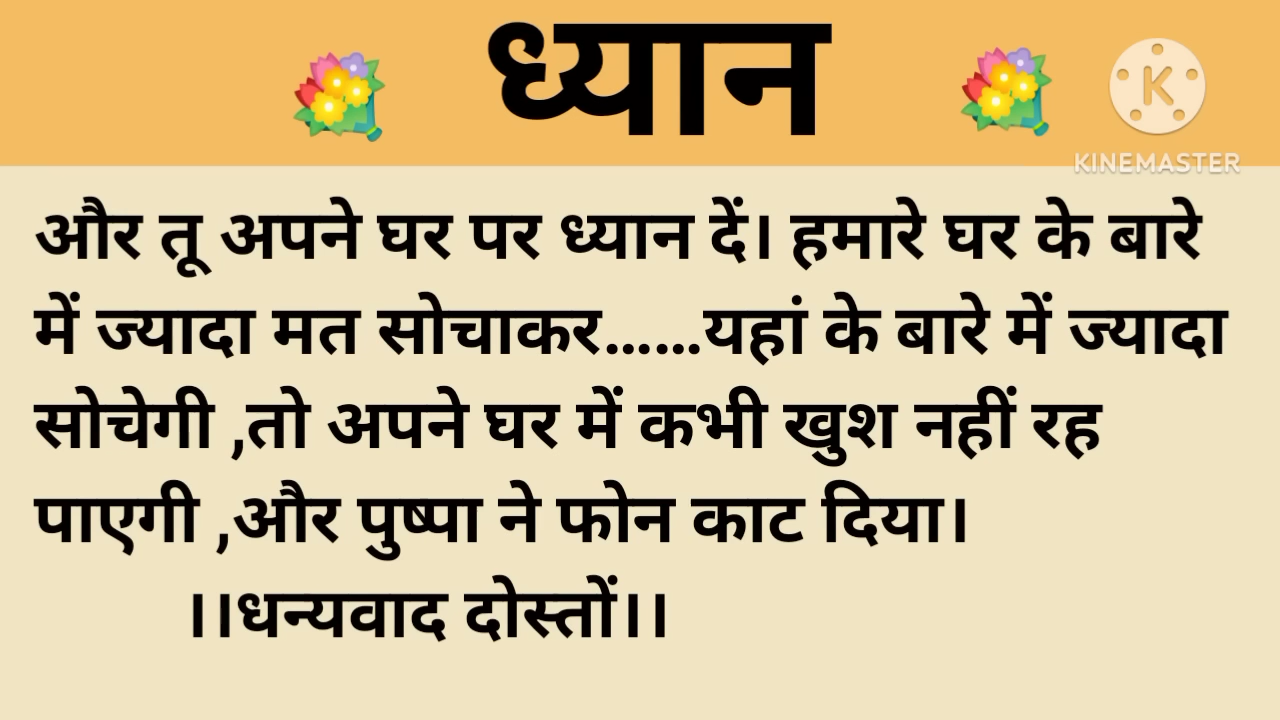 ध्यान
K
KINEMASTER
और तू अपने घर पर ध्यान दें। हमारे घर के बारे
में ज्यादा मत सोचाकर......यहां के बारे में ज्यादा
सोचेगी ,तो अपने घर में कभी खुश नहीं रह
पाएगी ,और पुष्पा ने फोन काट दिया।
।।धन्यवाद दोस्तों।।